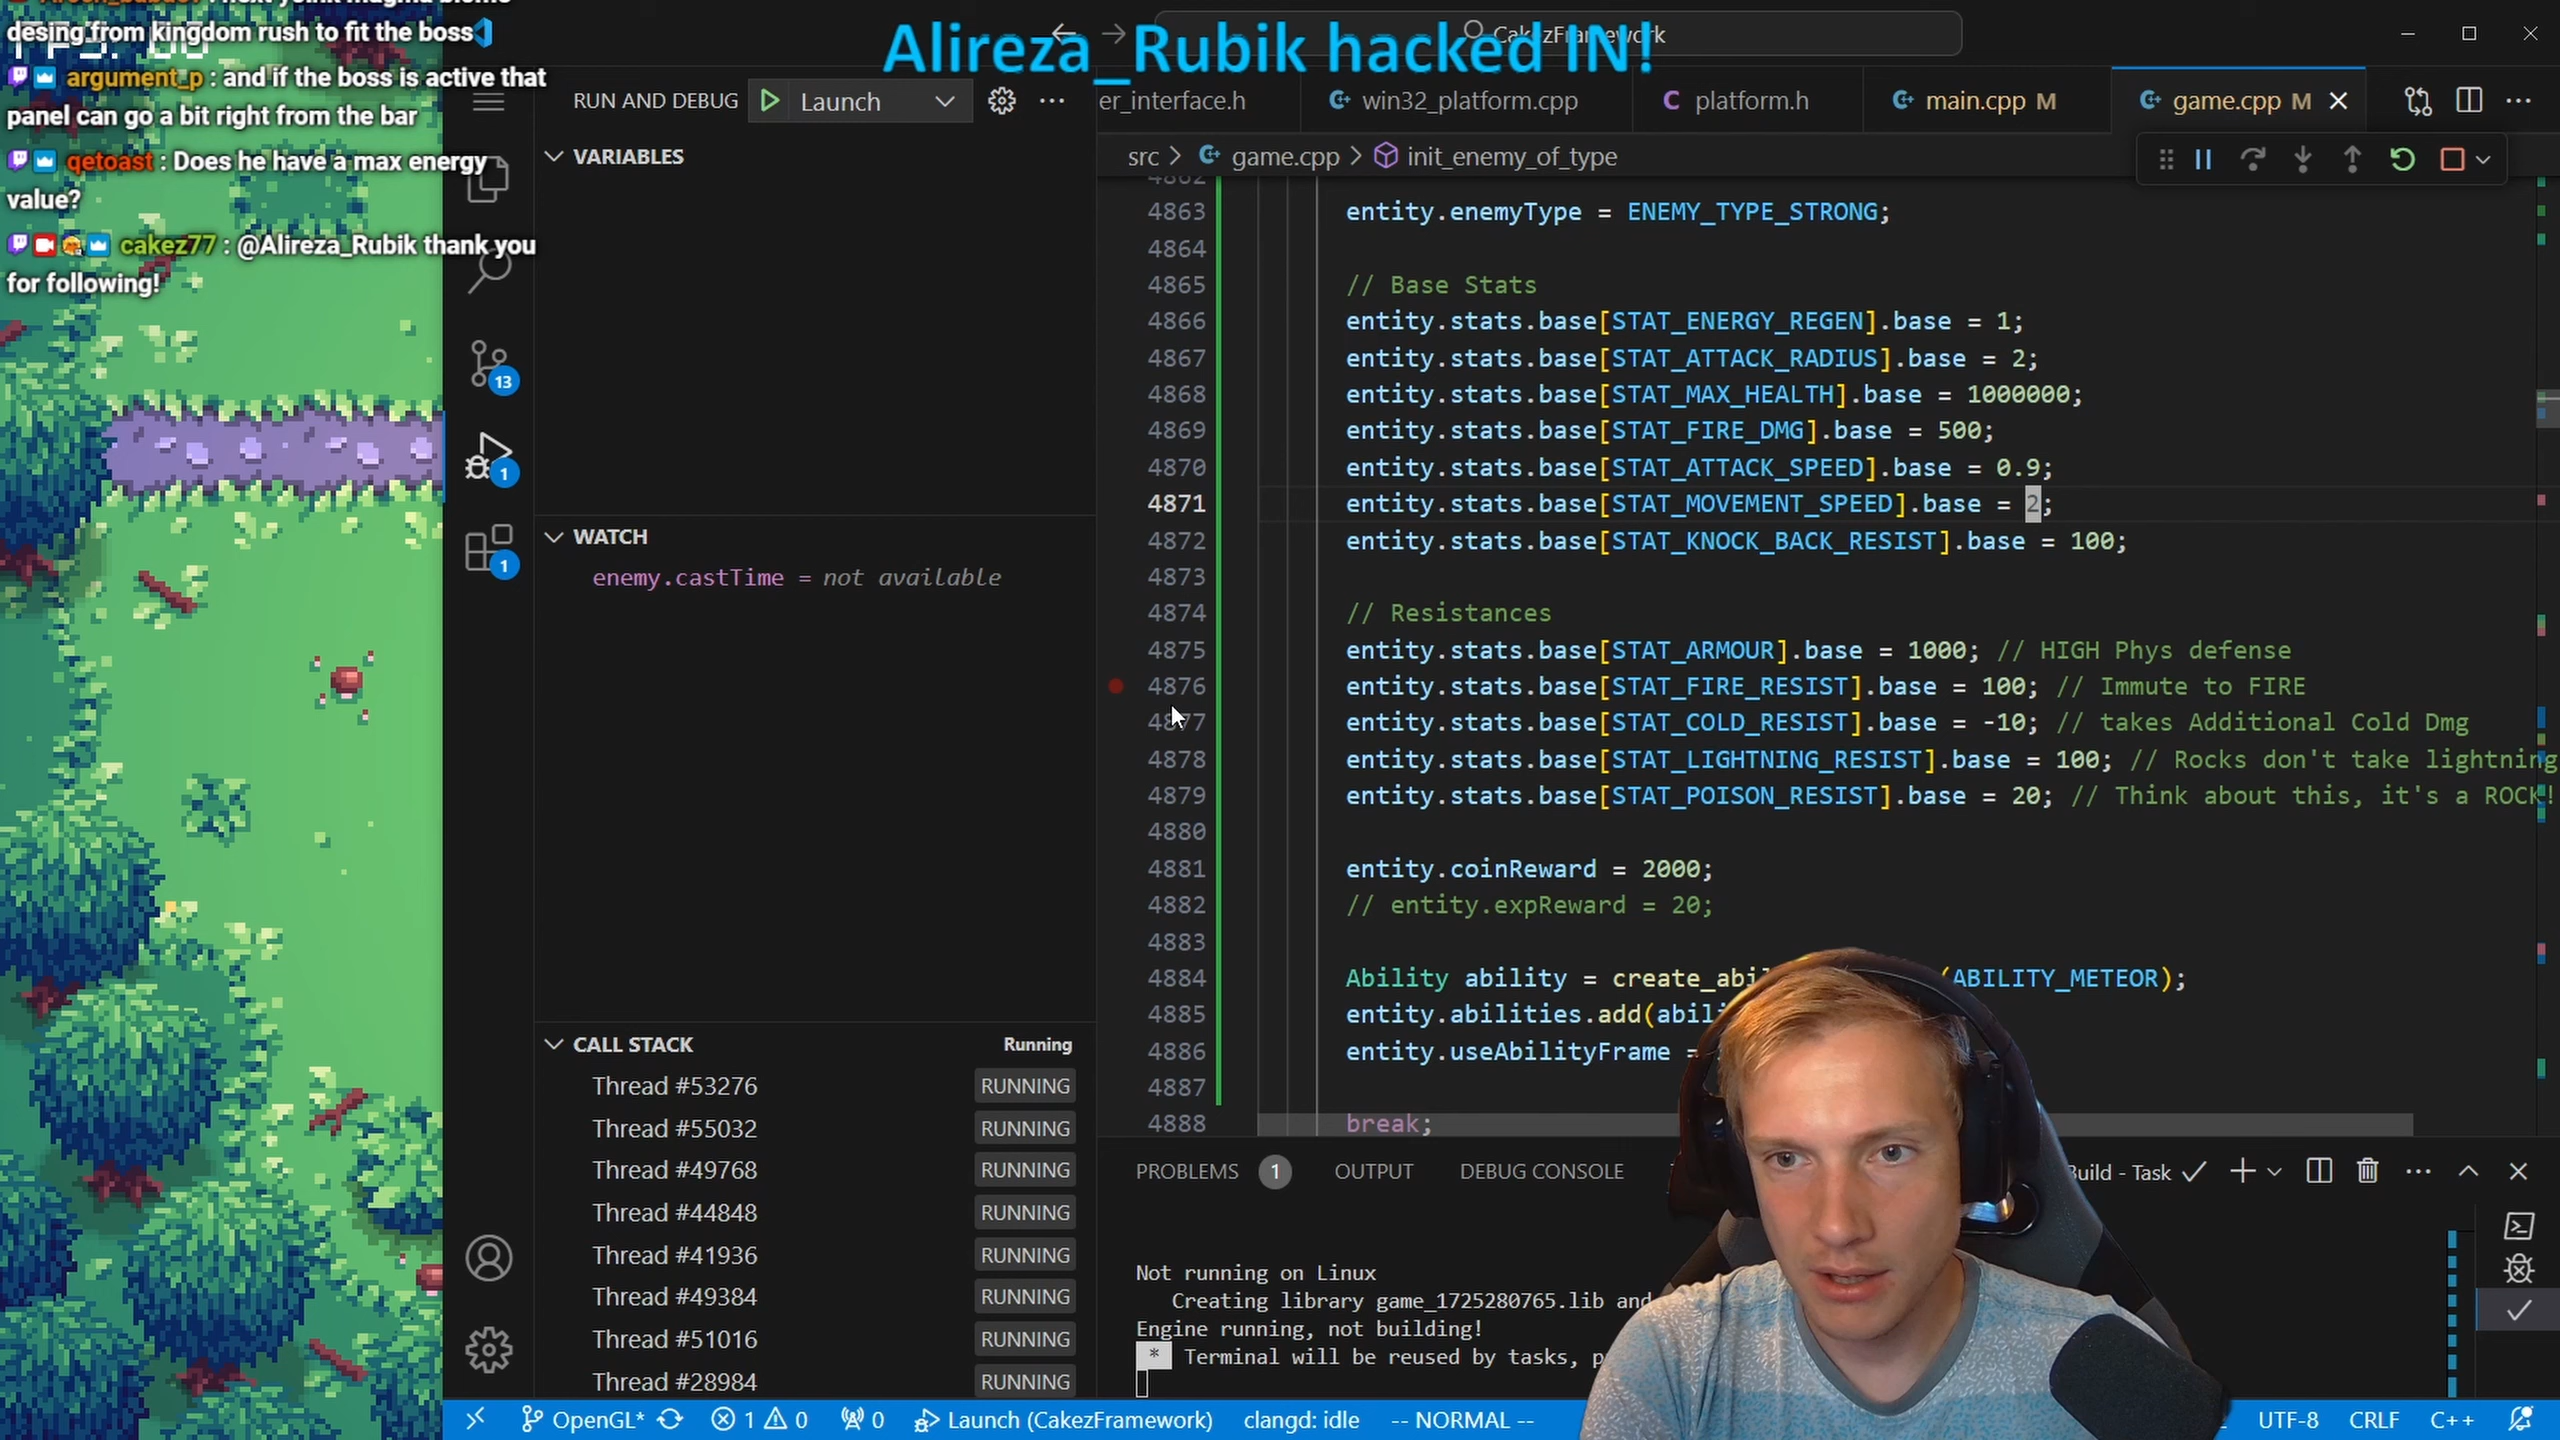 desing from kingdom rush to fit the boss
argument_p : and if the boss is active that
panel can go a bit right from the bar
qetoast : Does he have a max energy
value?
cakez77 : @Alireza_Rubik thank you
for following!
Alireza_Rubik hacked IN!
CakezFramework
RUN AND DEBUG
Launch
er_interface.h
win32_platform.cpp
platform.h
main.cpp M
game.cpp M
src > game.cpp > init_enemy_of_type
VARIABLES
WATCH
enemy.castTime = not available
CALL STACK
Running
Thread #53276 RUNNING
Thread #55032 RUNNING
Thread #49768 RUNNING
Thread #44848 RUNNING
Thread #41936 RUNNING
Thread #49384 RUNNING
Thread #51016 RUNNING
Thread #28984 RUNNING
13
1
1
4862
4863 entity.enemyType = ENEMY_TYPE_STRONG;
4864
4865 // Base Stats
4866 entity.stats.base[STAT_ENERGY_REGEN].base = 1;
4867 entity.stats.base[STAT_ATTACK_RADIUS].base = 2;
4868 entity.stats.base[STAT_MAX_HEALTH].base = 1000000;
4869 entity.stats.base[STAT_FIRE_DMG].base = 500;
4870 entity.stats.base[STAT_ATTACK_SPEED].base = 0.9;
4871 entity.stats.base[STAT_MOVEMENT_SPEED].base = 2;
4872 entity.stats.base[STAT_KNOCK_BACK_RESIST].base = 100;
4873
4874 // Resistances
4875 entity.stats.base[STAT_ARMOUR].base = 1000; // HIGH Phys defense
4876 entity.stats.base[STAT_FIRE_RESIST].base = 100; // Immute to FIRE
4877 entity.stats.base[STAT_COLD_RESIST].base = -10; // takes Additional Cold Dmg
4878 entity.stats.base[STAT_LIGHTNING_RESIST].base = 100; // Rocks don't take lightning
4879 entity.stats.base[STAT_POISON_RESIST].base = 20; // Think about this, it's a ROCK!
4880
4881 entity.coinReward = 2000;
4882 // entity.expReward = 20;
4883
4884 Ability ability = create_abi (ABILITY_METEOR);
4885 entity.abilities.add(abil
4886 entity.useAbilityFrame =
4887
4888 break;
PROBLEMS 1 OUTPUT DEBUG CONSOLE
Build - Task
Not running on Linux
Creating library game_1725280765.lib and
Engine running, not building!
* Terminal will be reused by tasks, p
OpenGL* 1 0 0 Launch (CakezFramework) clangd: idle -- NORMAL -- UTF-8 CRLF C++